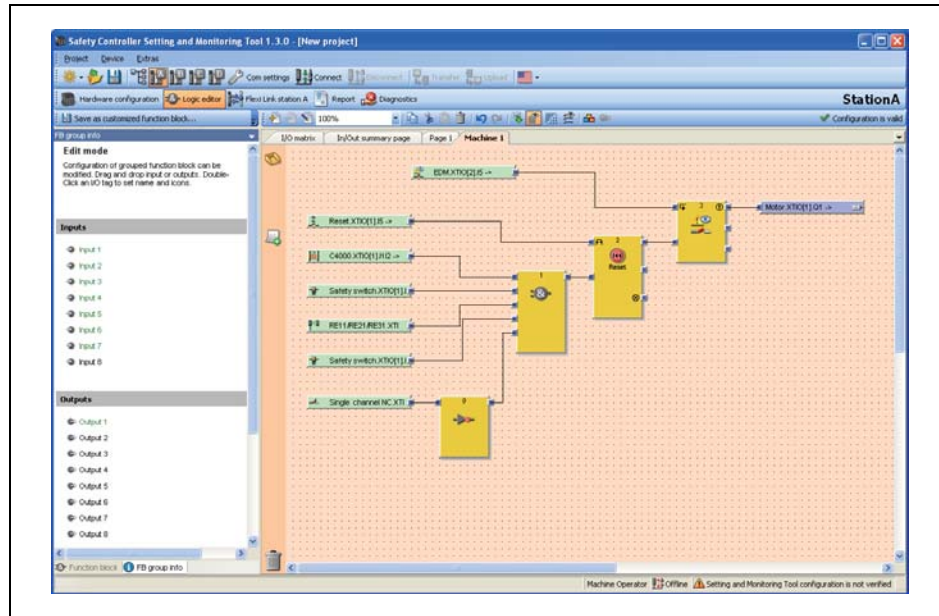 Safety Controller Setting and Monitoring Tool 1.3.0 - [New project]
Project Device Extras
Com settings Connect Disconnect Transfer Upload
Hardware configuration Logic editor Flexi Link station A Report Diagnostics StationA
Save as customized function block... 100% Configuration is valid
FB group info I/O matrix In/Out summary page Page 1 Machine 1
Edit mode
Configuration of grouped function block can be
modified. Drag and drop input or outputs. Double-
Click an I/O tag to set name and icons.
EDM.XTIO[2].I5 ->
3
Motor.XTIO[1].Q1 ->
Inputs
Reset.XTIO[1].I5 ->
2
Input 1
C4000.XTIO[1].I1I2 ->
Reset
Input 2
1
Input 3
Safety switch.XTIO[1].I
Input 4
Input 5
RE11/RE21/RE31.XTI
Input 6
Input 7
Safety switch.XTIO[1].I
Input 8
Outputs
Single channel NC.XTI
Output 1
Output 2
Output 3
Output 4
Output 5
Output 6
Output 7
Output 8
Function block FB group info
Machine Operator Offline Setting and Monitoring Tool configuration is not verified